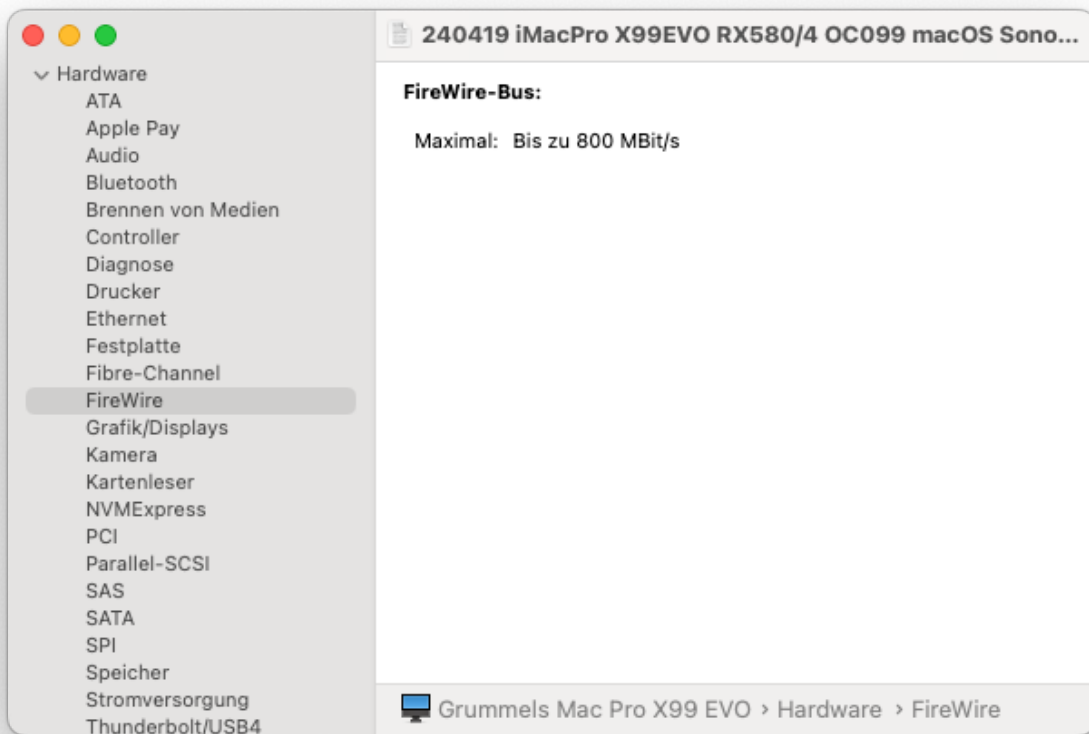 240419 iMacPro X99EVO RX580/4 OC099 macOS Sono...
Hardware
ATA
Apple Pay
Audio
Bluetooth
Brennen von Medien
Controller
Diagnose
Drucker
Ethernet
Festplatte
Fibre-Channel
FireWire
Grafik/Displays
Kamera
Kartenleser
NVMExpress
PCI
Parallel-SCSI
SAS
SATA
SPI
Speicher
Stromversorgung
Thunderbolt/USB4
FireWire-Bus:
Maximal: Bis zu 800 MBit/s
Grummels Mac Pro X99 EVO › Hardware › FireWire